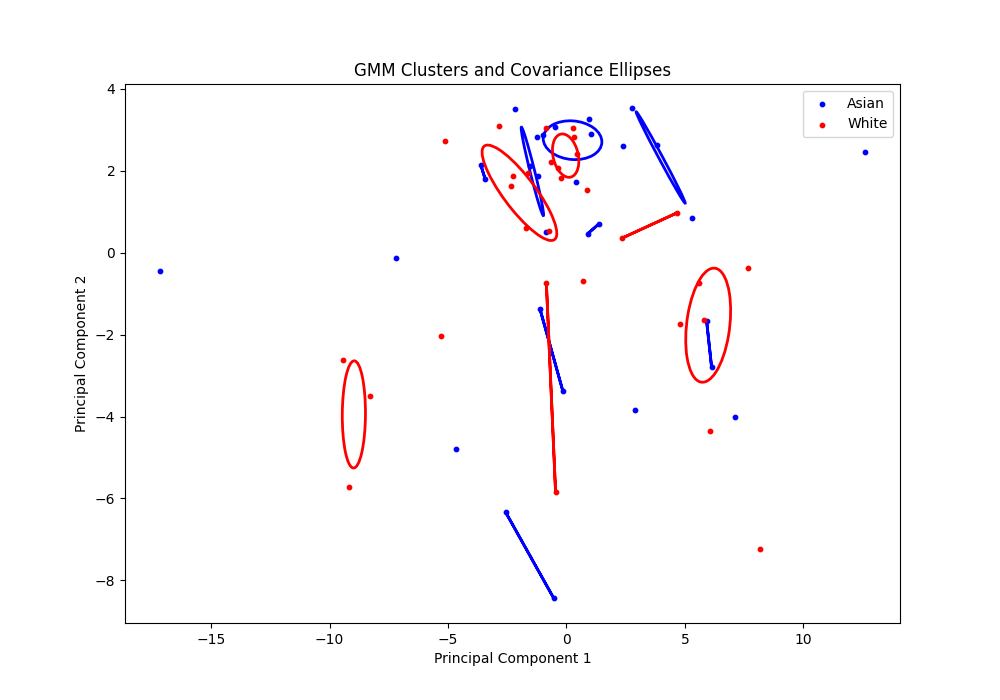 GMM Clusters and Covariance Ellipses
Asian
White
4
2
0
−2
−4
−6
−8
Principal Component 2
−15
−10
−5
0
5
10
Principal Component 1